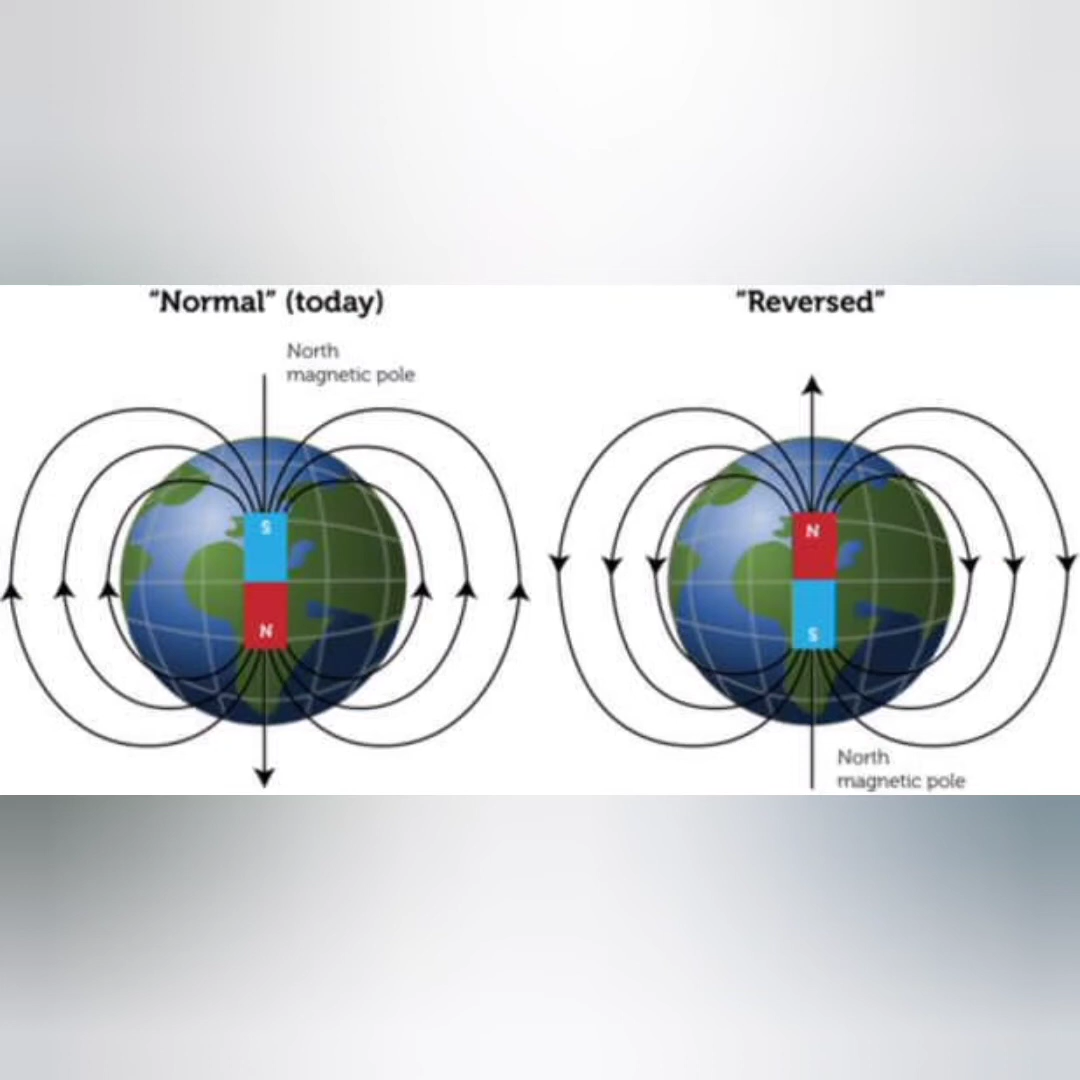 “Normal” (today)
North
magnetic pole
S
N
“Reversed”
N
S
North
magnetic pole